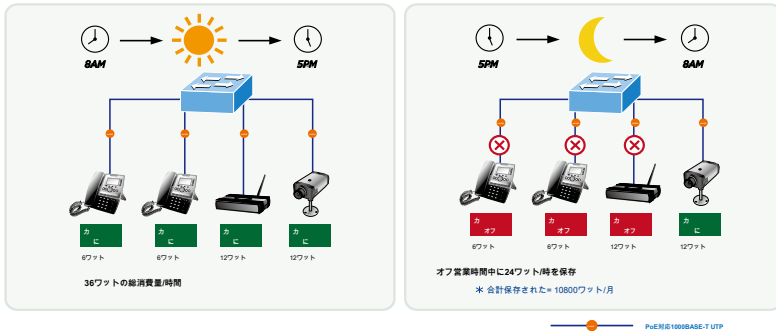 8AM
5PM
カ
に
カ
に
カ
に
カ
に
6ワット
6ワット
12ワット
12ワット
36ワットの総消費量/時間
5PM
8AM
カ
オフ
カ
オフ
カ
オフ
カ
に
6ワット
6ワット
12ワット
12ワット
オフ営業時間中に24ワット/時を保存
* 合計保存された= 10800ワット/月
PoE対応1000BASE-T UTP